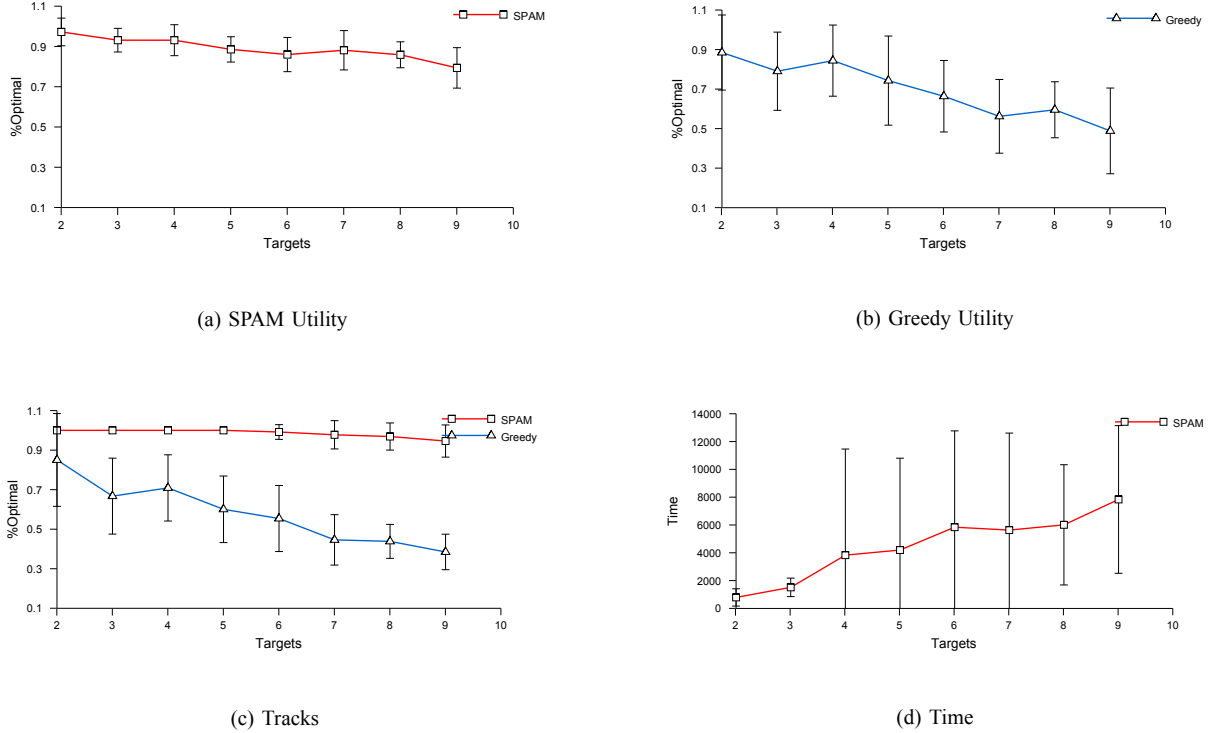 1.1
0.9
0.7
0.5
0.3
0.1
%Optimal
2 3 4 5 6 7 8 9 10
Targets
SPAM
(a) SPAM Utility
1.1
0.9
0.7
0.5
0.3
0.1
%Optimal
2 3 4 5 6 7 8 9 10
Targets
Greedy
(b) Greedy Utility
1.1
0.9
0.7
0.5
0.3
0.1
%Optimal
2 3 4 5 6 7 8 9 10
Targets
SPAM
Greedy
(c) Tracks
14000
12000
10000
8000
6000
4000
2000
0
Time
2 3 4 5 6 7 8 9 10
Targets
SPAM
(d) Time